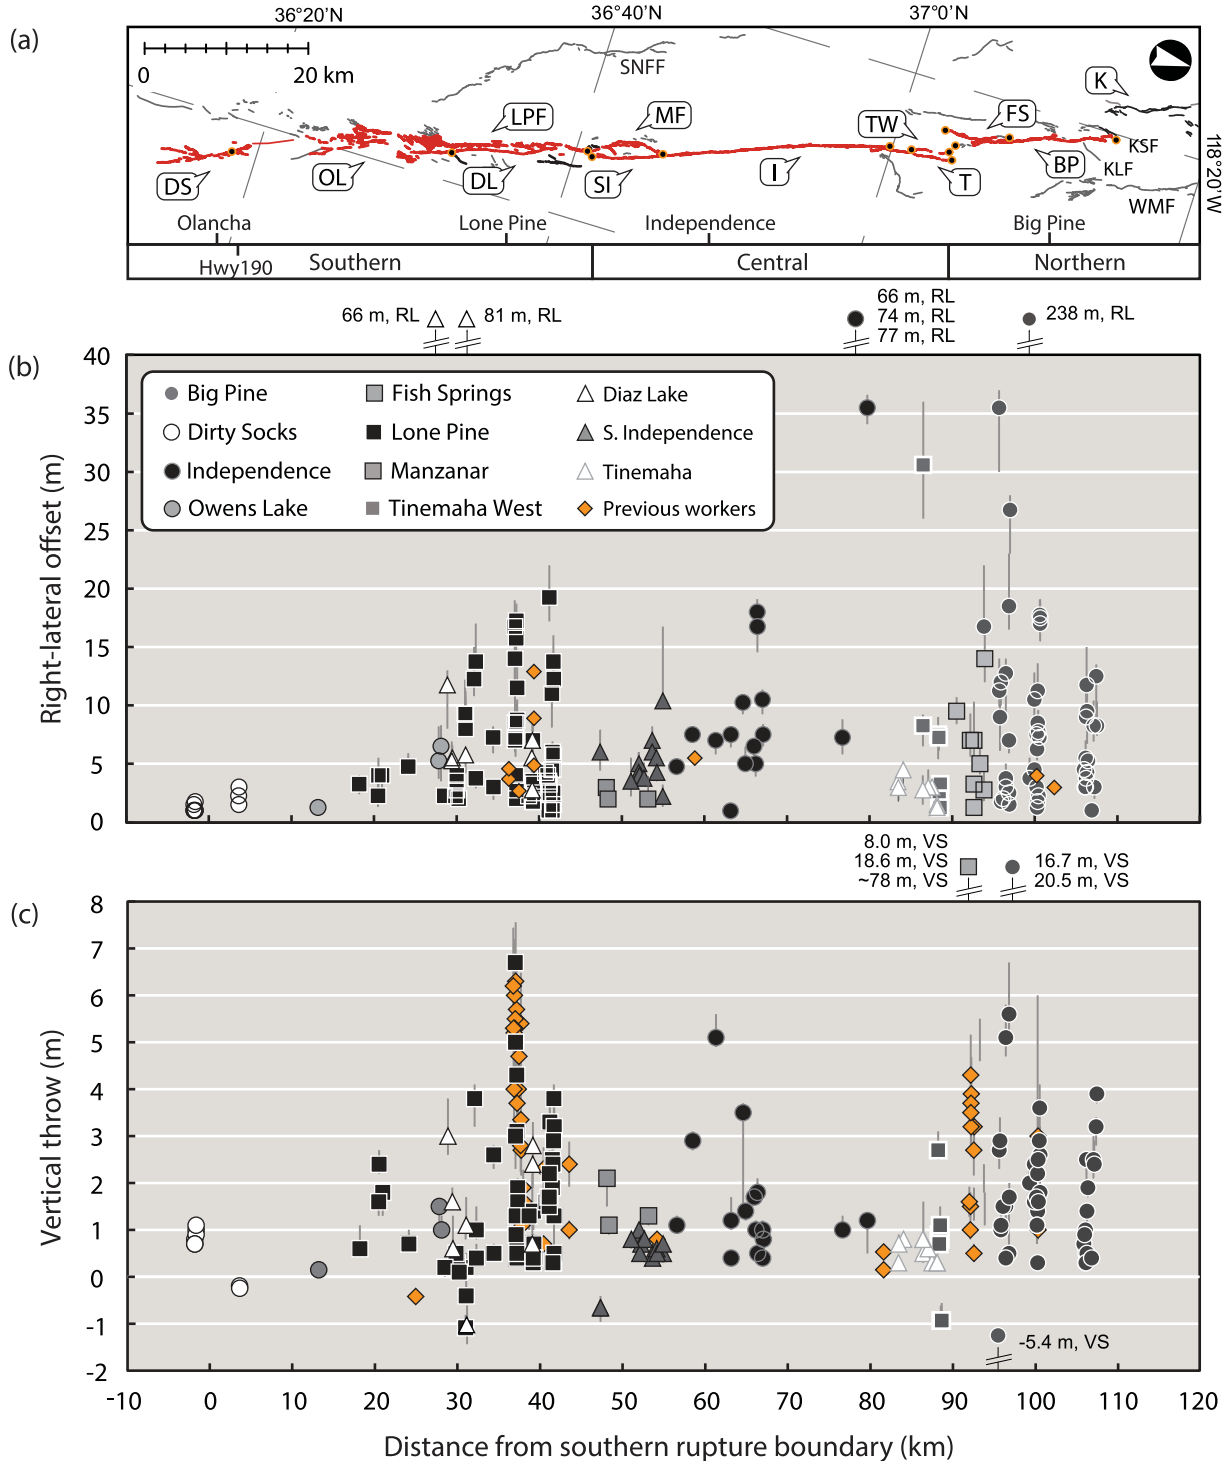 36°20'N 36°40'N 37°0'N
(a)
0 20 km
SNFF
K
LPF MF TW FS
KSF
DS OL DL SI I T BP KLF
WMF
118°20'W
Olancha Lone Pine Independence Big Pine
Hwy190
Southern Central Northern
66 m, RL 81 m, RL
66 m, RL
74 m, RL
77 m, RL
238 m, RL
(b)
Right-lateral offset (m)
40
35
30
25
20
15
10
5
0
Big Pine Fish Springs Diaz Lake
Dirty Socks Lone Pine S. Independence
Independence Manzanar Tinemaha
Owens Lake Tinemaha West Previous workers
8.0 m, VS
18.6 m, VS
~78 m, VS
16.7 m, VS
20.5 m, VS
(c)
Vertical throw (m)
8
7
6
5
4
3
2
1
0
-1
-2
-5.4 m, VS
-10 0 10 20 30 40 50 60 70 80 90 100 110 120
Distance from southern rupture boundary (km)